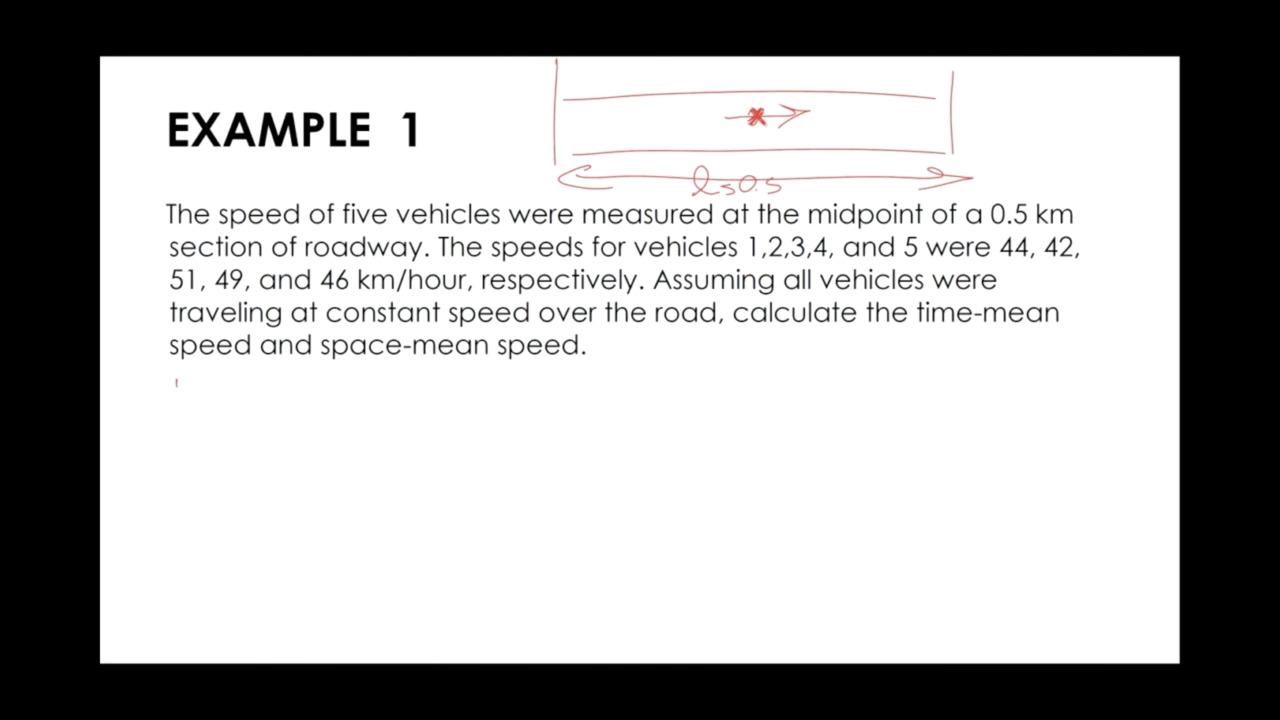 EXAMPLE 1
l=0.5
The speed of five vehicles were measured at the midpoint of a 0.5 km
section of roadway. The speeds for vehicles 1,2,3,4, and 5 were 44, 42,
51, 49, and 46 km/hour, respectively. Assuming all vehicles were
traveling at constant speed over the road, calculate the time-mean
speed and space-mean speed.